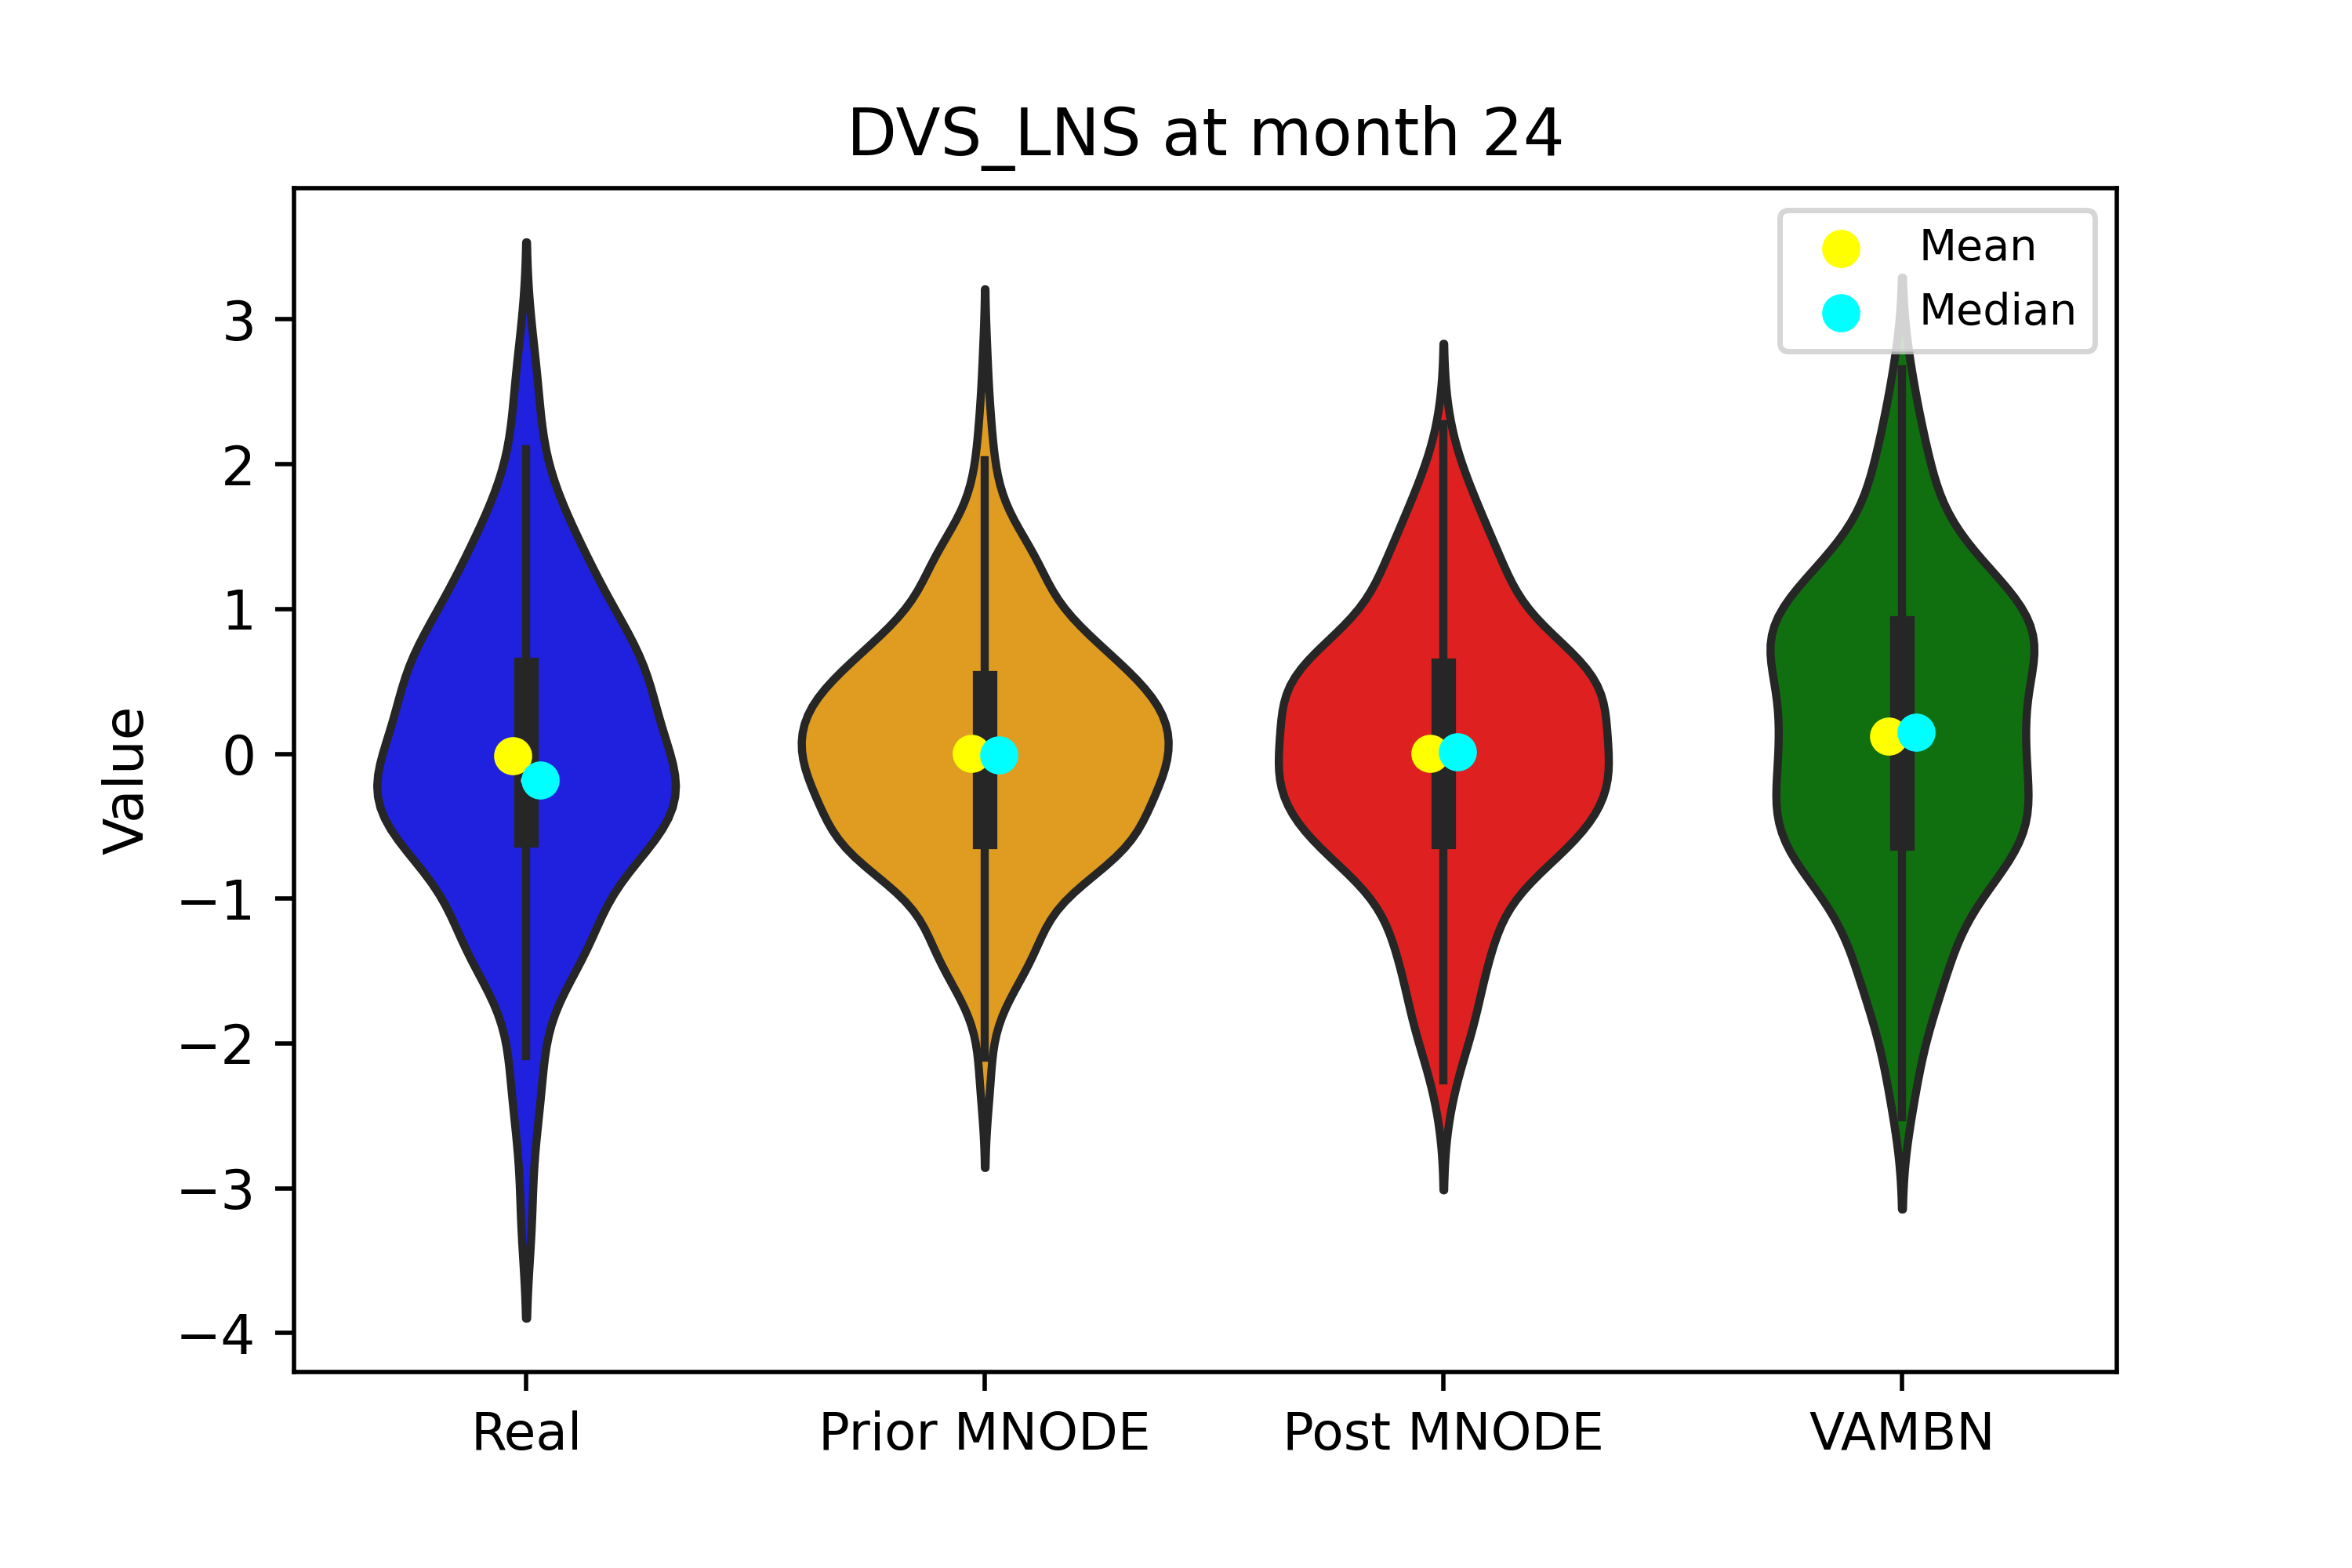 DVS_LNS at month 24
Mean
Median
Value
3
2
1
0
−1
−2
−3
−4
Real
Prior MNODE
Post MNODE
VAMBN